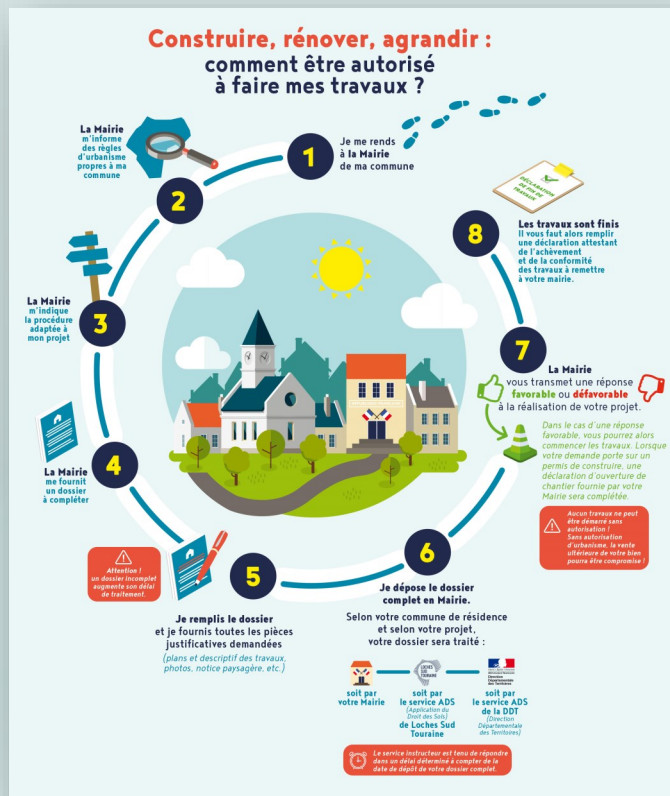 Construire, rénover, agrandir :
comment être autorisé
à faire mes travaux ?
1
Je me rends
à la Mairie
de ma commune
2
La Mairie
m'informe
des règles
d'urbanisme
propres à ma
commune
3
La Mairie
m'indique
la procédure
adaptée à
mon projet
4
La Mairie
me fournit
un dossier
à compléter
5
Attention !
un dossier incomplet
augmente son délai
de traitement.
Je remplis le dossier
et je fournis toutes les pièces
justificatives demandées
(plans et descriptif des travaux,
photos, notice paysagère, etc.)
6
Je dépose le dossier
complet en Mairie.
Selon votre commune de résidence
et selon votre projet,
votre dossier sera traité :
soit par
votre Mairie
LOCHES
SUD
TOURAINE
soit par
le service ADS
(Application du
Droit des Sols)
de Loches Sud
Touraine
Direction
Départementale
des Territoires
soit par
le service ADS
de la DDT
(Direction
Départementale
des Territoires)
Le service instructeur est tenu de répondre
dans un délai déterminé à compter de la
date de dépôt de votre dossier complet.
7
La Mairie
vous transmet une réponse
favorable ou défavorable
à la réalisation de votre projet.
Dans le cas d'une réponse
favorable, vous pourrez alors
commencer les travaux. Lorsque
votre demande porte sur un
permis de construire, une
déclaration d'ouverture de
chantier fournie par votre
Mairie sera complétée.
Aucun travaux ne peut
être démarré sans
autorisation !
Sans autorisation
d'urbanisme, la vente
ultérieure de votre bien
pourra être compromise !
8
DÉCLARATION
DE FIN DE
TRAVAUX
Les travaux sont finis
Il vous faut alors remplir
une déclaration attestant
de l'achèvement
et de la conformité
des travaux à remettre
à votre mairie.